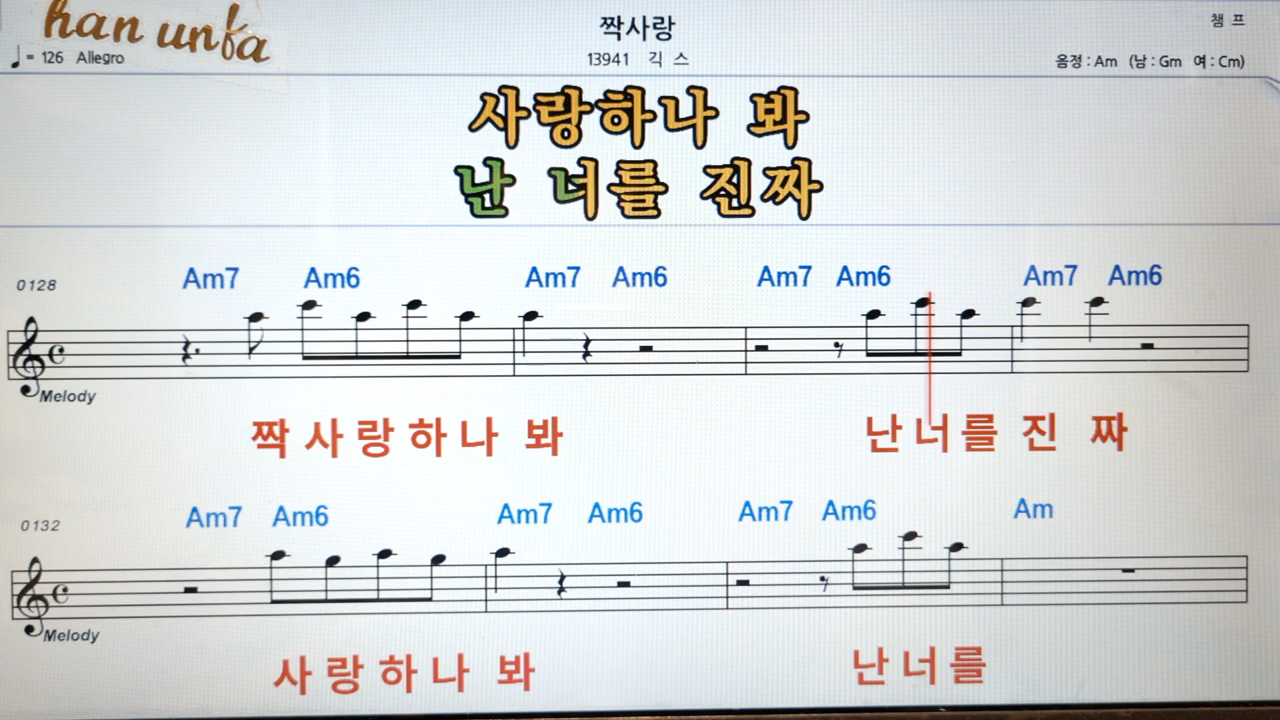 han unfa
짝사랑
챔 프
♩= 126 Allegro
13941 긱 스
음정 : Am (남 : Gm 여 : Cm)
사랑하나 봐
난 너를 진짜
0128
Am7 Am6 Am7 Am6 Am7 Am6 Am7 Am6
Melody
짝 사 랑 하 나 봐 난 너 를 진 짜
0132
Am7 Am6 Am7 Am6 Am7 Am6 Am
Melody
사 랑 하 나 봐 난 너 를